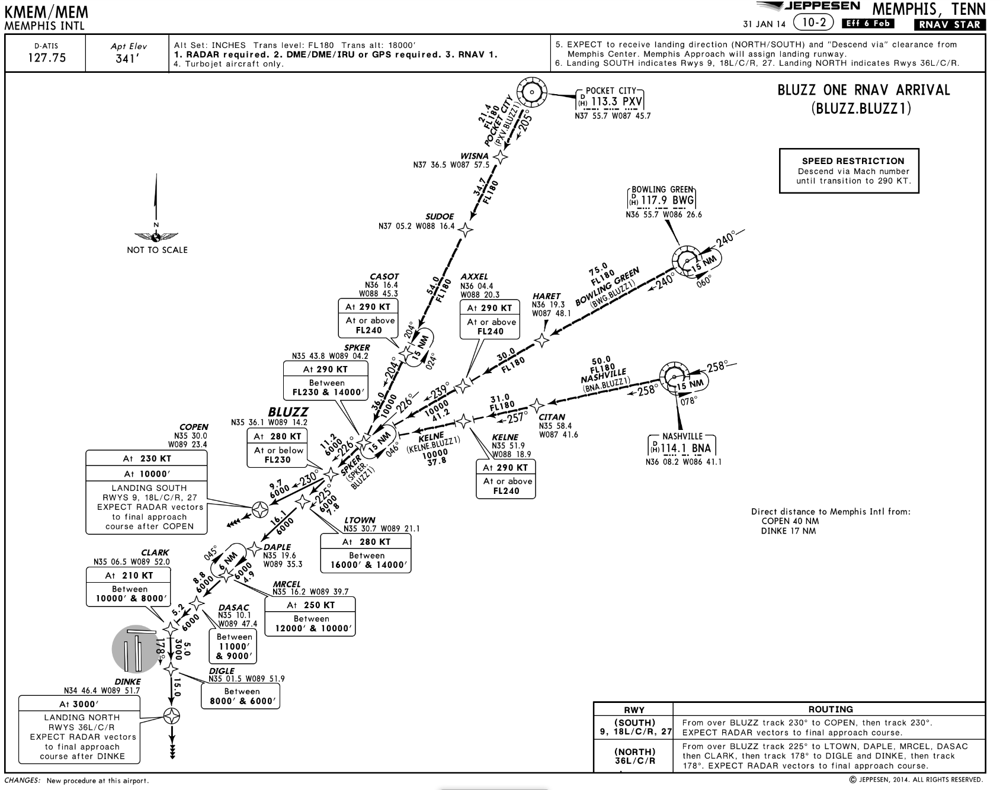 KMEM/MEM
MEMPHIS INTL
JEPPESEN
MEMPHIS, TENN
31 JAN 14
10-2
Eff 6 Feb
RNAV STAR
D-ATIS
127.75
Apt Elev
341′
Alt Set: INCHES Trans level: FL180 Trans alt: 18000′
1. RADAR required. 2. DME/DME/IRU or GPS required. 3. RNAV 1.
4. Turbojet aircraft only.
5. EXPECT to receive landing direction (NORTH/SOUTH) and "Descend via" clearance from
Memphis Center. Memphis Approach will assign landing runway.
6. Landing SOUTH indicates Rwys 9, 18L/C/R, 27. Landing NORTH indicates Rwys 36L/C/R.
BLUZZ ONE RNAV ARRIVAL
(BLUZZ.BLUZZ1)
SPEED RESTRICTION
Descend via Mach number
until transition to 290 KT.
POCKET CITY
D
(H) 113.3 PXV
N37 55.7 W087 45.7
21.4
FL180
POCKET CITY
(PXV.BLUZZ1)
205°
WISNA
N37 36.5 W087 57.5
34.7
FL180
SUDOE
N37 05.2 W088 16.4
54.0
FL180
N
NOT TO SCALE
BOWLING GREEN
D
(H) 117.9 BWG
N36 55.7 W086 26.6
240°
15 NM
060°
240°
75.0
FL180
BOWLING GREEN
(BWG.BLUZZ1)
HARET
N36 19.3
W087 48.1
30.0
FL180
CASOT
N36 16.4
W088 45.3
At 290 KT
At or above
FL240
204°
15 NM
024°
204°
36.0
10000
AXXEL
N36 04.4
W088 20.3
At 290 KT
At or above
FL240
239°
10000
41.2
50.0
FL180
NASHVILLE
(BNA.BLUZZ1)
258°
258°
15 NM
078°
NASHVILLE
D
(H) 114.1 BNA
N36 08.2 W086 41.1
CITAN
N35 58.4
W087 41.6
31.0
FL180
257°
KELNE
N35 51.9
W088 18.9
At 290 KT
At or above
FL240
KELNE
(KELNE.BLUZZ1)
10000
37.8
SPKER
N35 43.8 W089 04.2
At 290 KT
Between
FL230 & 14000′
226°
15 NM
046°
SPKER
(SPKER.
BLUZZ1)
11.2
6000
226°
BLUZZ
N35 36.1 W089 14.2
At 280 KT
At or below
FL230
COPEN
N35 30.0
W089 23.4
At 230 KT
At 10000′
LANDING SOUTH
RWYS 9, 18L/C/R, 27
EXPECT RADAR vectors
to final approach
course after COPEN
9.7
6000
230°
225°
6000
7.8
LTOWN
N35 30.7 W089 21.1
At 280 KT
Between
16000′ & 14000′
16.1
6000
DAPLE
N35 19.6
W089 35.3
6000
4.9
045°
6 NM
MRCEL
N35 16.2 W089 39.7
At 250 KT
Between
12000′ & 10000′
8.8
6000
DASAC
N35 10.1
W089 47.4
Between
11000′
& 9000′
5.2
6000
CLARK
N35 06.5 W089 52.0
At 210 KT
Between
10000′ & 8000′
5.0
3000
178°
DIGLE
N35 01.5 W089 51.9
Between
8000′ & 6000′
15.0
DINKE
N34 46.4 W089 51.7
At 3000′
LANDING NORTH
RWYS 36L/C/R
EXPECT RADAR vectors
to final approach
course after DINKE
Direct distance to Memphis Intl from:
COPEN 40 NM
DINKE 17 NM
RWY
ROUTING
(SOUTH)
9, 18L/C/R, 27
From over BLUZZ track 230° to COPEN, then track 230°.
EXPECT RADAR vectors to final approach course.
(NORTH)
36L/C/R
From over BLUZZ track 225° to LTOWN, DAPLE, MRCEL, DASAC
then CLARK, then track 178° to DIGLE and DINKE, then track
178°. EXPECT RADAR vectors to final approach course.
CHANGES: New procedure at this airport.
© JEPPESEN, 2014. ALL RIGHTS RESERVED.